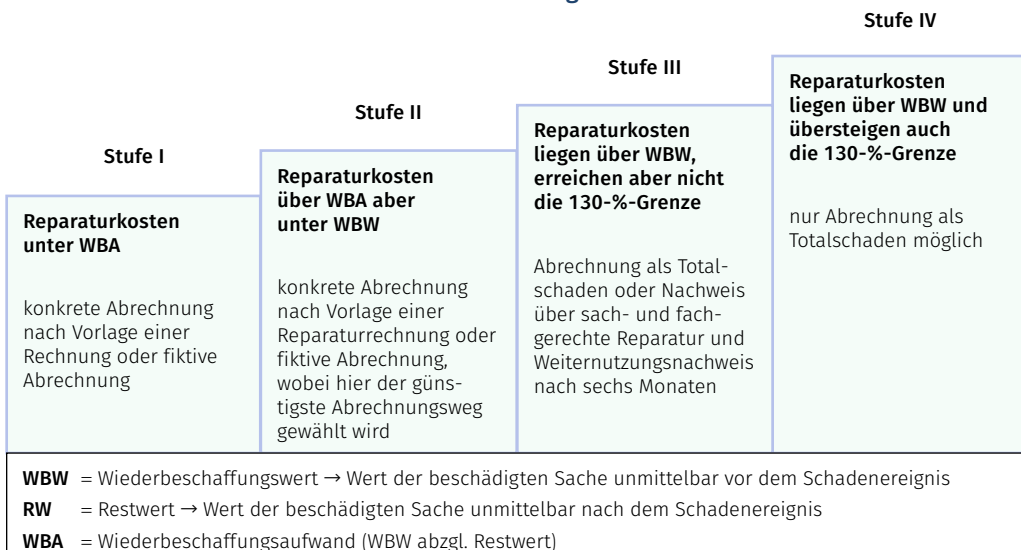 Stufe I
Reparaturkosten
unter WBA
konkrete Abrechnung
nach Vorlage einer
Rechnung oder fiktive
Abrechnung
Stufe II
Reparaturkosten
über WBA aber
unter WBW
konkrete Abrechnung
nach Vorlage einer
Reparaturrechnung oder
fiktive Abrechnung,
wobei hier der güns-
tigste Abrechnungsweg
gewählt wird
Stufe III
Reparaturkosten
liegen über WBW,
erreichen aber nicht
die 130-%-Grenze
Abrechnung als Total-
schaden oder Nachweis
über sach- und fach-
gerechte Reparatur und
Weiternutzungsnachweis
nach sechs Monaten
Stufe IV
Reparaturkosten
liegen über WBW und
übersteigen auch
die 130-%-Grenze
nur Abrechnung als
Totalschaden möglich
WBW = Wiederbeschaffungswert → Wert der beschädigten Sache unmittelbar vor dem Schadenereignis
RW = Restwert → Wert der beschädigten Sache unmittelbar nach dem Schadenereignis
WBA = Wiederbeschaffungsaufwand (WBW abzgl. Restwert)